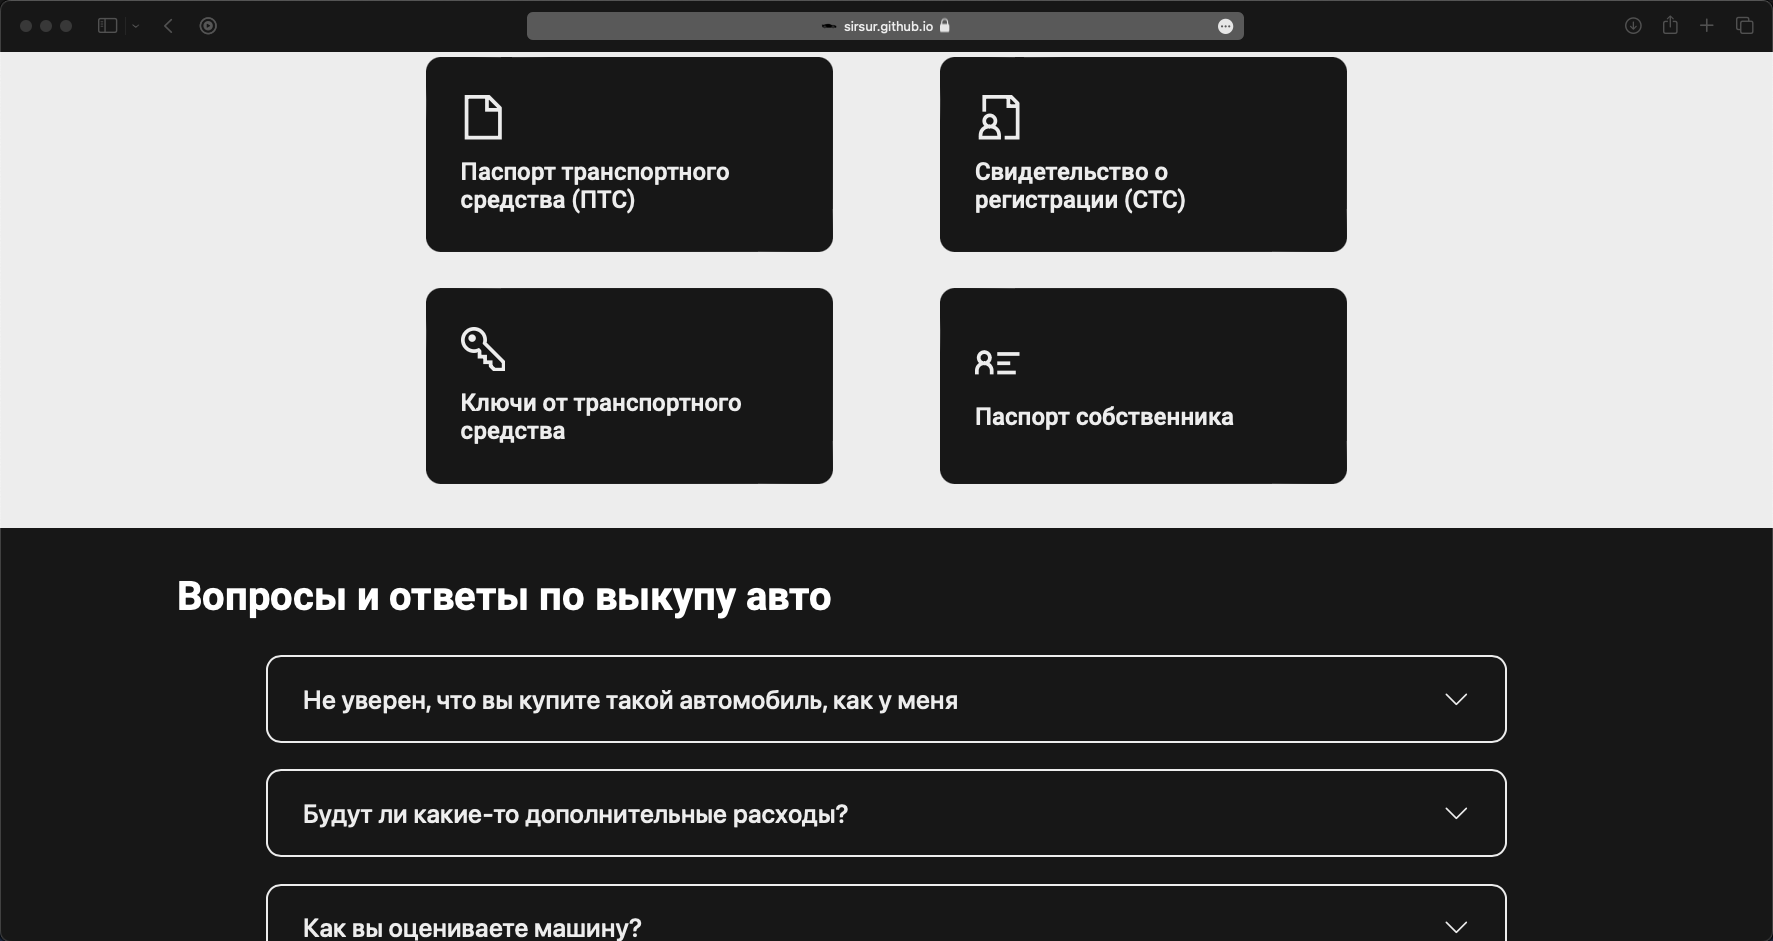 sirsur.github.io
Паспорт транспортного
средства (ПТС)
Свидетельство о
регистрации (СТС)
Ключи от транспортного
средства
Паспорт собственника
Вопросы и ответы по выкупу авто
Не уверен, что вы купите такой автомобиль, как у меня
Будут ли какие-то дополнительные расходы?
Как вы оцениваете машину?